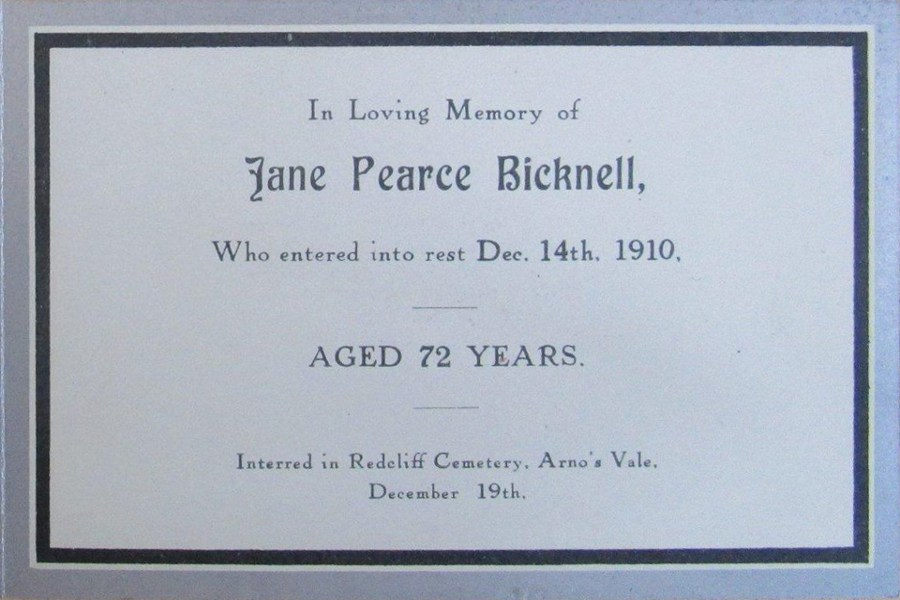 In Loving Memory of
Jane Pearce Bicknell,
Who entered into rest Dec. 14th, 1910,
AGED 72 YEARS.
Interred in Redcliff Cemetery, Arno's Vale,
December 19th.